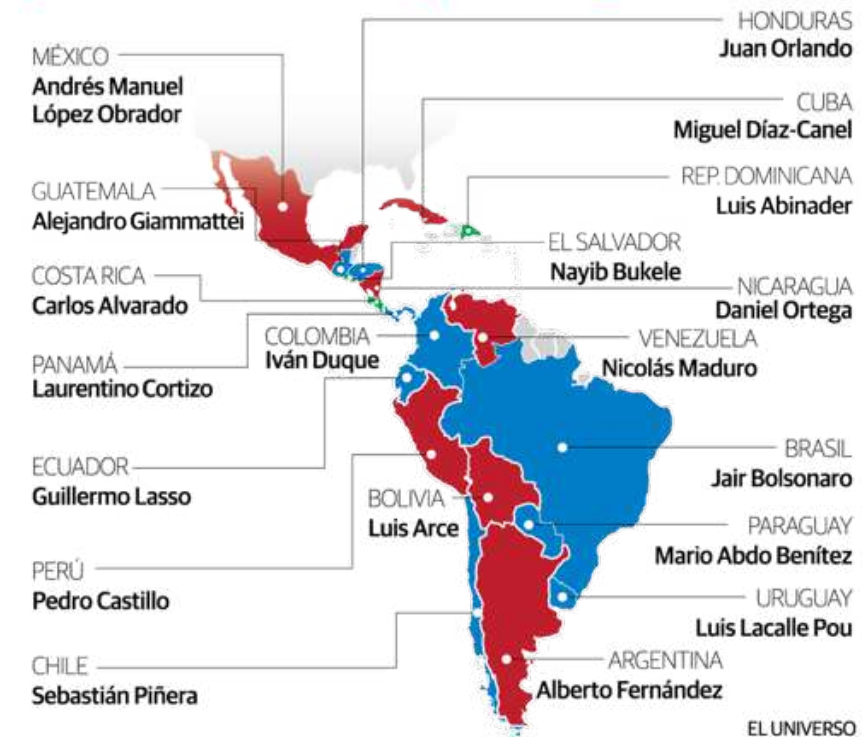 MÉXICO
Andrés Manuel
López Obrador
GUATEMALA
Alejandro Giammattëi
COSTA RICA
Carlos Alvarado
PANAMÁ
Laurentino Cortizo
COLOMBIA
Iván Duque
ECUADOR
Guillermo Lasso
BOLIVIA
Luis Arce
PERÚ
Pedro Castillo
CHILE
Sebastián Piñera
HONDURAS
Juan Orlando
CUBA
Miguel Díaz-Canel
REP. DOMINICANA
Luis Abinader
EL SALVADOR
Nayib Bukele
NICARAGUA
Daniel Ortega
VENEZUELA
Nicolás Maduro
BRASIL
Jair Bolsonaro
PARAGUAY
Mario Abdo Benítez
URUGUAY
Luis Lacalle Pou
ARGENTINA
Alberto Fernández
EL UNIVERSO